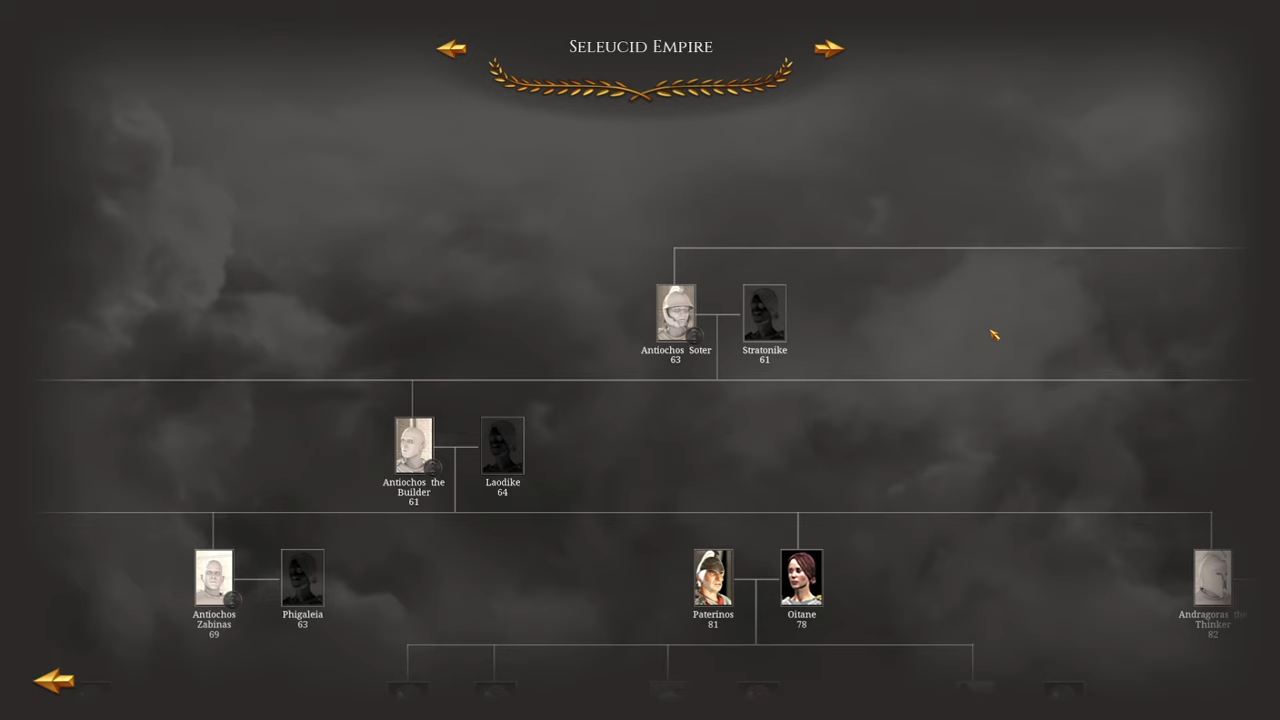 Seleucid Empire
Antiochos Soter
63
Stratonike
61
Antiochos the
Builder
61
Laodike
64
Antiochos
Zabinas
69
Phigaleia
63
Paterinos
81
Oitane
78
Andragoras the
Thinker
82